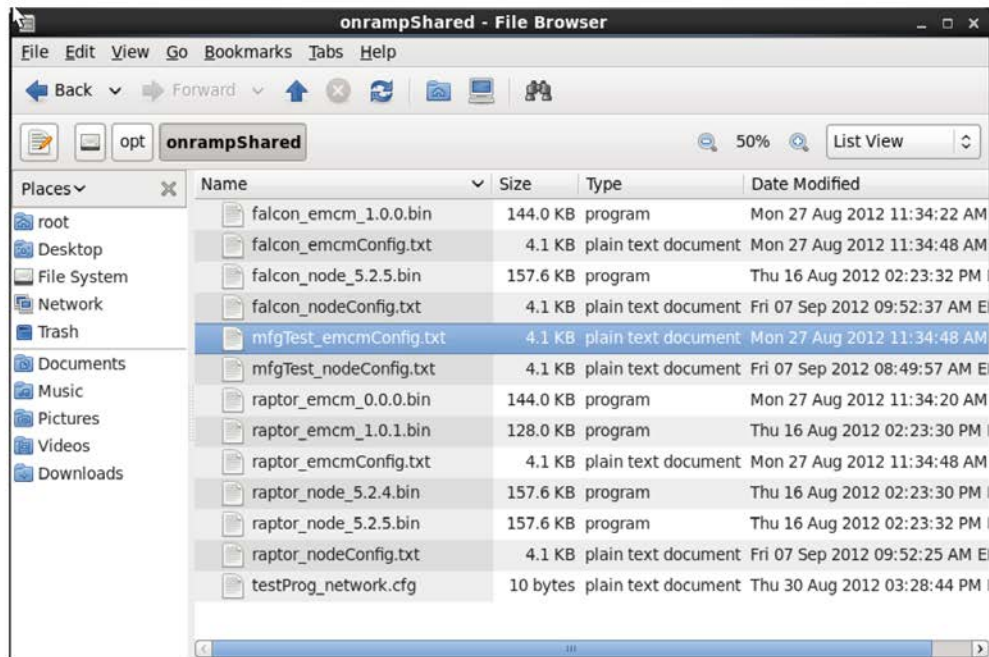 onrampShared - File Browser
File Edit View Go Bookmarks Tabs Help
Back Forward
opt onrampShared 50% List View
Places Name Size Type Date Modified
root
Desktop
File System
Network
Trash
Documents
Music
Pictures
Videos
Downloads
falcon_emcm_1.0.0.bin 144.0 KB program Mon 27 Aug 2012 11:34:22 AM
falcon_emcmConfig.txt 4.1 KB plain text document Mon 27 Aug 2012 11:34:48 AM
falcon_node_5.2.5.bin 157.6 KB program Thu 16 Aug 2012 02:23:32 PM
falcon_nodeConfig.txt 4.1 KB plain text document Fri 07 Sep 2012 09:52:37 AM E
mfgTest_emcmConfig.txt 4.1 KB plain text document Mon 27 Aug 2012 11:34:48 AM
mfgTest_nodeConfig.txt 4.1 KB plain text document Fri 07 Sep 2012 08:49:57 AM E
raptor_emcm_0.0.0.bin 144.0 KB program Mon 27 Aug 2012 11:34:20 AM
raptor_emcm_1.0.1.bin 128.0 KB program Thu 16 Aug 2012 02:23:30 PM
raptor_emcmConfig.txt 4.1 KB plain text document Mon 27 Aug 2012 11:34:48 AM
raptor_node_5.2.4.bin 157.6 KB program Thu 16 Aug 2012 02:23:30 PM
raptor_node_5.2.5.bin 157.6 KB program Thu 16 Aug 2012 02:23:32 PM
raptor_nodeConfig.txt 4.1 KB plain text document Fri 07 Sep 2012 09:52:25 AM E
testProg_network.cfg 10 bytes plain text document Thu 30 Aug 2012 03:28:44 PM